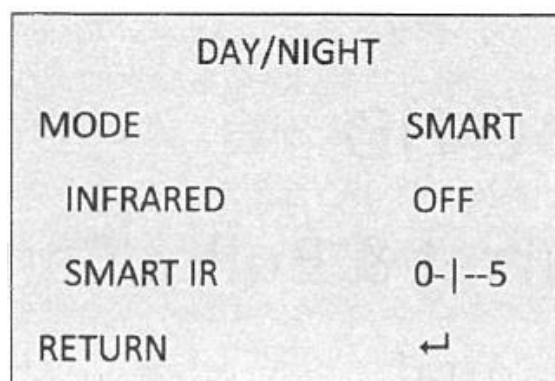 DAY/NIGHT
MODE SMART
INFRARED OFF
SMART IR 0-|--5
RETURN ↵